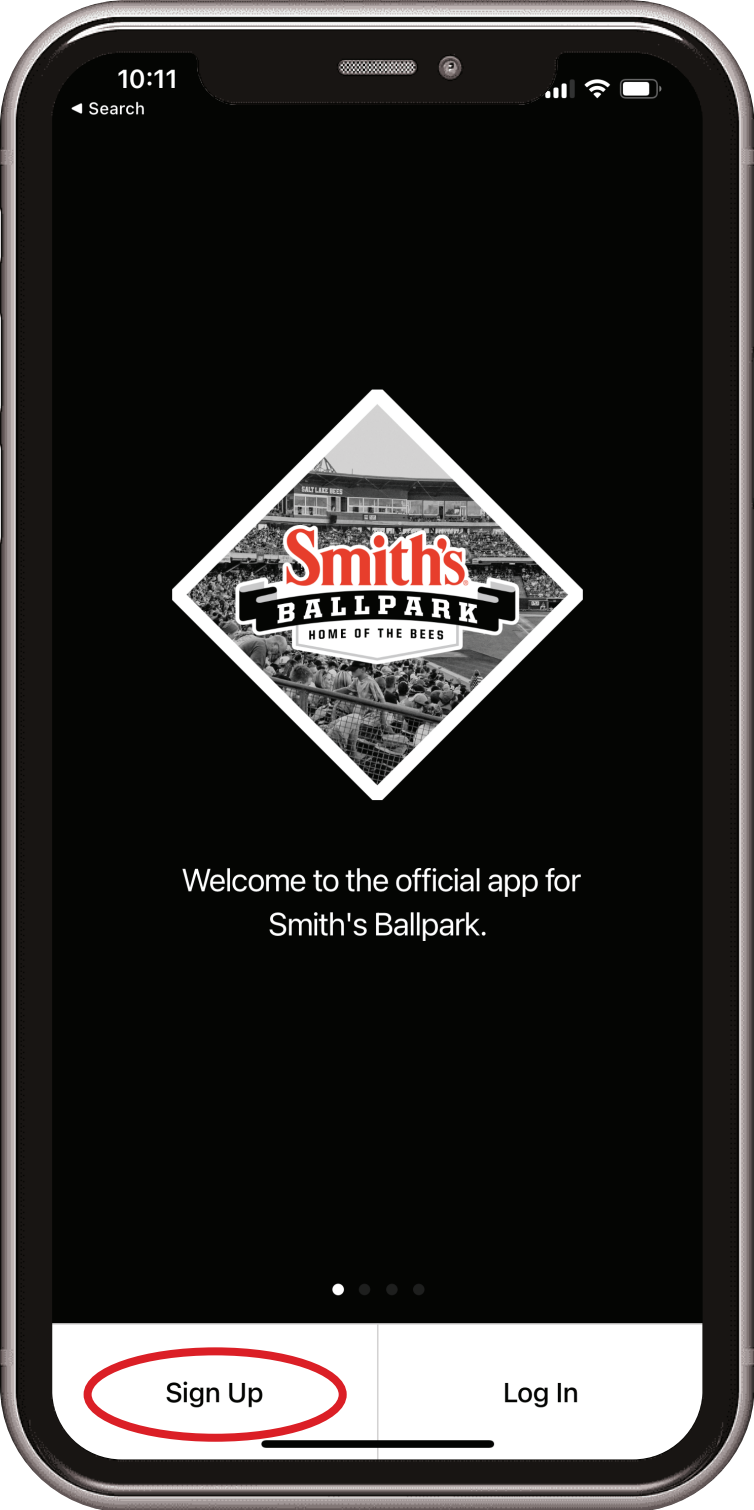 10:11
◀ Search
SALT LAKE BEES
Smith's
BALLPARK
HOME OF THE BEES
Welcome to the official app for
Smith's Ballpark.
Sign Up
Log In